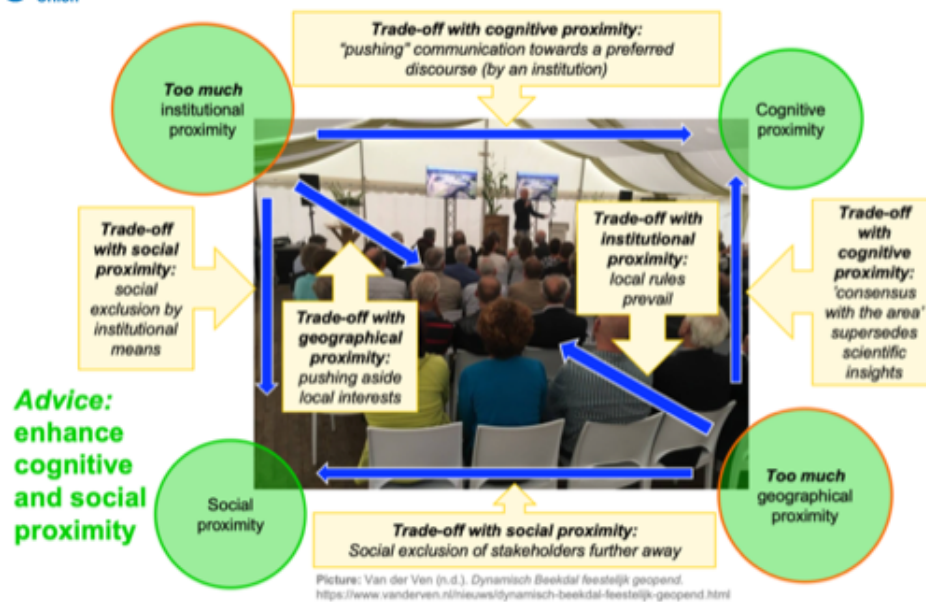 Union
Trade-off with cognitive proximity:
"pushing" communication towards a preferred
discourse (by an institution)
Too much
institutional
proximity
Cognitive
proximity
Trade-off
with social
proximity:
social
exclusion by
institutional
means
Trade-off with
geographical
proximity:
pushing aside
local interests
Trade-off with
institutional
proximity:
local rules
prevail
Trade-off
with
cognitive
proximity:
'consensus
with the area'
supersedes
scientific
insights
Advice:
enhance
cognitive
and social
proximity
Social
proximity
Too much
geographical
proximity
Trade-off with social proximity:
Social exclusion of stakeholders further away
Picture: Van der Ven (n.d.). Dynamisch Beekdal feestelijk geopend.
https://www.vanderven.nl/nieuws/dynamisch-beekdal-feestelijk-geopend.html